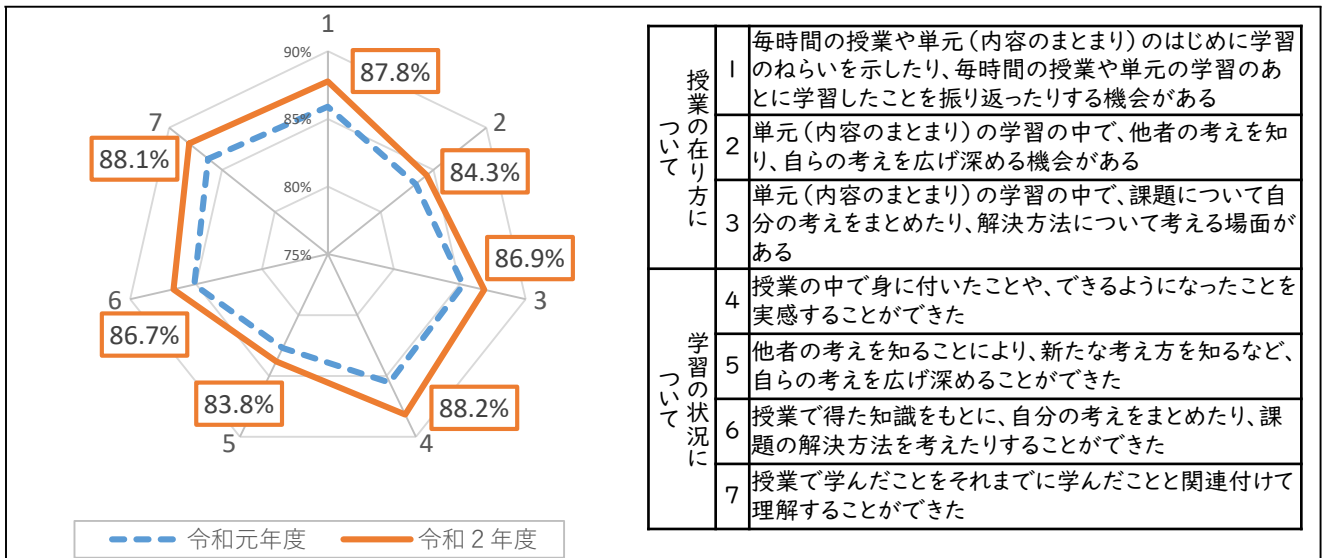 1
90%
87.8%
85%
7
2
88.1%
84.3%
80%
86.9%
75%
6
3
86.7%
83.8%
88.2%
5
4
令和元年度
令和2年度
授業の在り方に
ついて
1
毎時間の授業や単元(内容のまとまり)のはじめに学習
のねらいを示したり、毎時間の授業や単元の学習のあ
とに学習したことを振り返ったりする機会がある
2
単元(内容のまとまり)の学習の中で、他者の考えを知
り、自らの考えを広げ深める機会がある
3
単元(内容のまとまり)の学習の中で、課題について自
分の考えをまとめたり、解決方法について考える場面が
ある
学習の状況に
ついて
4
授業の中で身に付いたことや、できるようになったことを
実感することができた
5
他者の考えを知ることにより、新たな考え方を知るなど、
自らの考えを広げ深めることができた
6
授業で得た知識をもとに、自分の考えをまとめたり、課
題の解決方法を考えたりすることができた
7
授業で学んだことをそれまでに学んだことと関連付けて
理解することができた